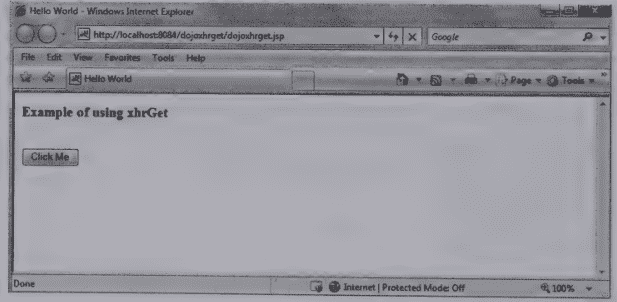 Hello World - Windows Internet Explorer
http://localhost:8084/dojoxhrget/dojoxhrget.jsp
Google
File Edit View Favorites Tools Help
Hello World
Page Tools
Example of using xhrGet
Click Me
Done
Internet | Protected Mode: Off
100%